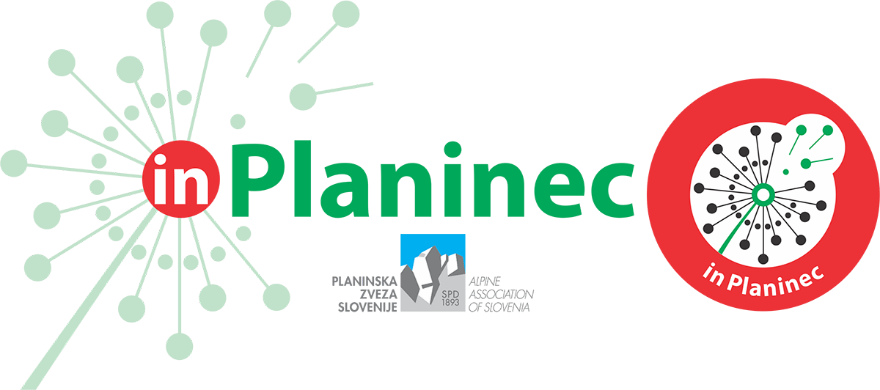 inPlaninec
PLANINSKA
ZVEZA
SLOVENIJE
SPD
1893
ALPINE
ASSOCIATION
OF SLOVENIA
in Planinec